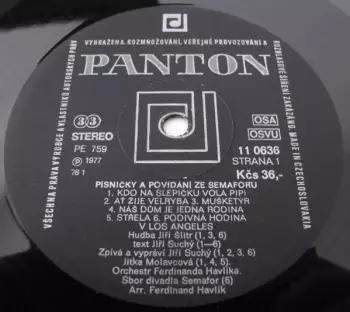 VYHRAŽENA. ROZMNOŽOVÁNÍ, VEŘEJNÉ PROVOZOVÁNÍ A
ROZHLASOVÉ ŠÍŘENÍ ZAKÁZÁNO. MADE IN CZECHOSLOVAKIA
VŠECHNA PRÁVA VÝROBCE A VLASTNÍKŮ AUTORSKÝCH PRÁV
PANTON
33
STEREO
PE 759
Ⓟ 1977
78 1
OSA
OSVU
11 0636
STRANA 1
Kčs 36,-
PÍSNIČKY A POVÍDÁNÍ ZE SEMAFORU
1. KDO NA SLEPIČKU VOLÁ PIPI
2. AŤ ŽIJE VELRYBA 3. MUŠKETÝR
4. NÁŠ DŮM JE JEDNA RODINA
5. STŘELA 6. PODIVNÁ HODINA
V LOS ANGELES
Hudba Jiří Šlitr (1, 3, 6)
text Jiří Suchý (1—6)
Zpívá a vypráví Jiří Suchý (1, 2, 3, 6)
Jitka Molavcová (1, 4, 5).
Orchestr Ferdinanda Havlíka.
Sbor divadla Semafor (6)
Arr. Ferdinand Havlík